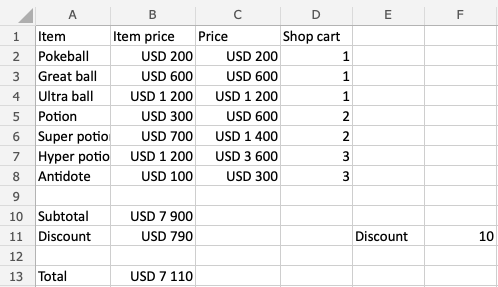 A B C D E F
1 Item Item price Price Shop cart
2 Pokeball USD 200 USD 200 1
3 Great ball USD 600 USD 600 1
4 Ultra ball USD 1 200 USD 1 200 1
5 Potion USD 300 USD 600 2
6 Super potio USD 700 USD 1 400 2
7 Hyper potio USD 1 200 USD 3 600 3
8 Antidote USD 100 USD 300 3
9
10 Subtotal USD 7 900
11 Discount USD 790 Discount 10
12
13 Total USD 7 110